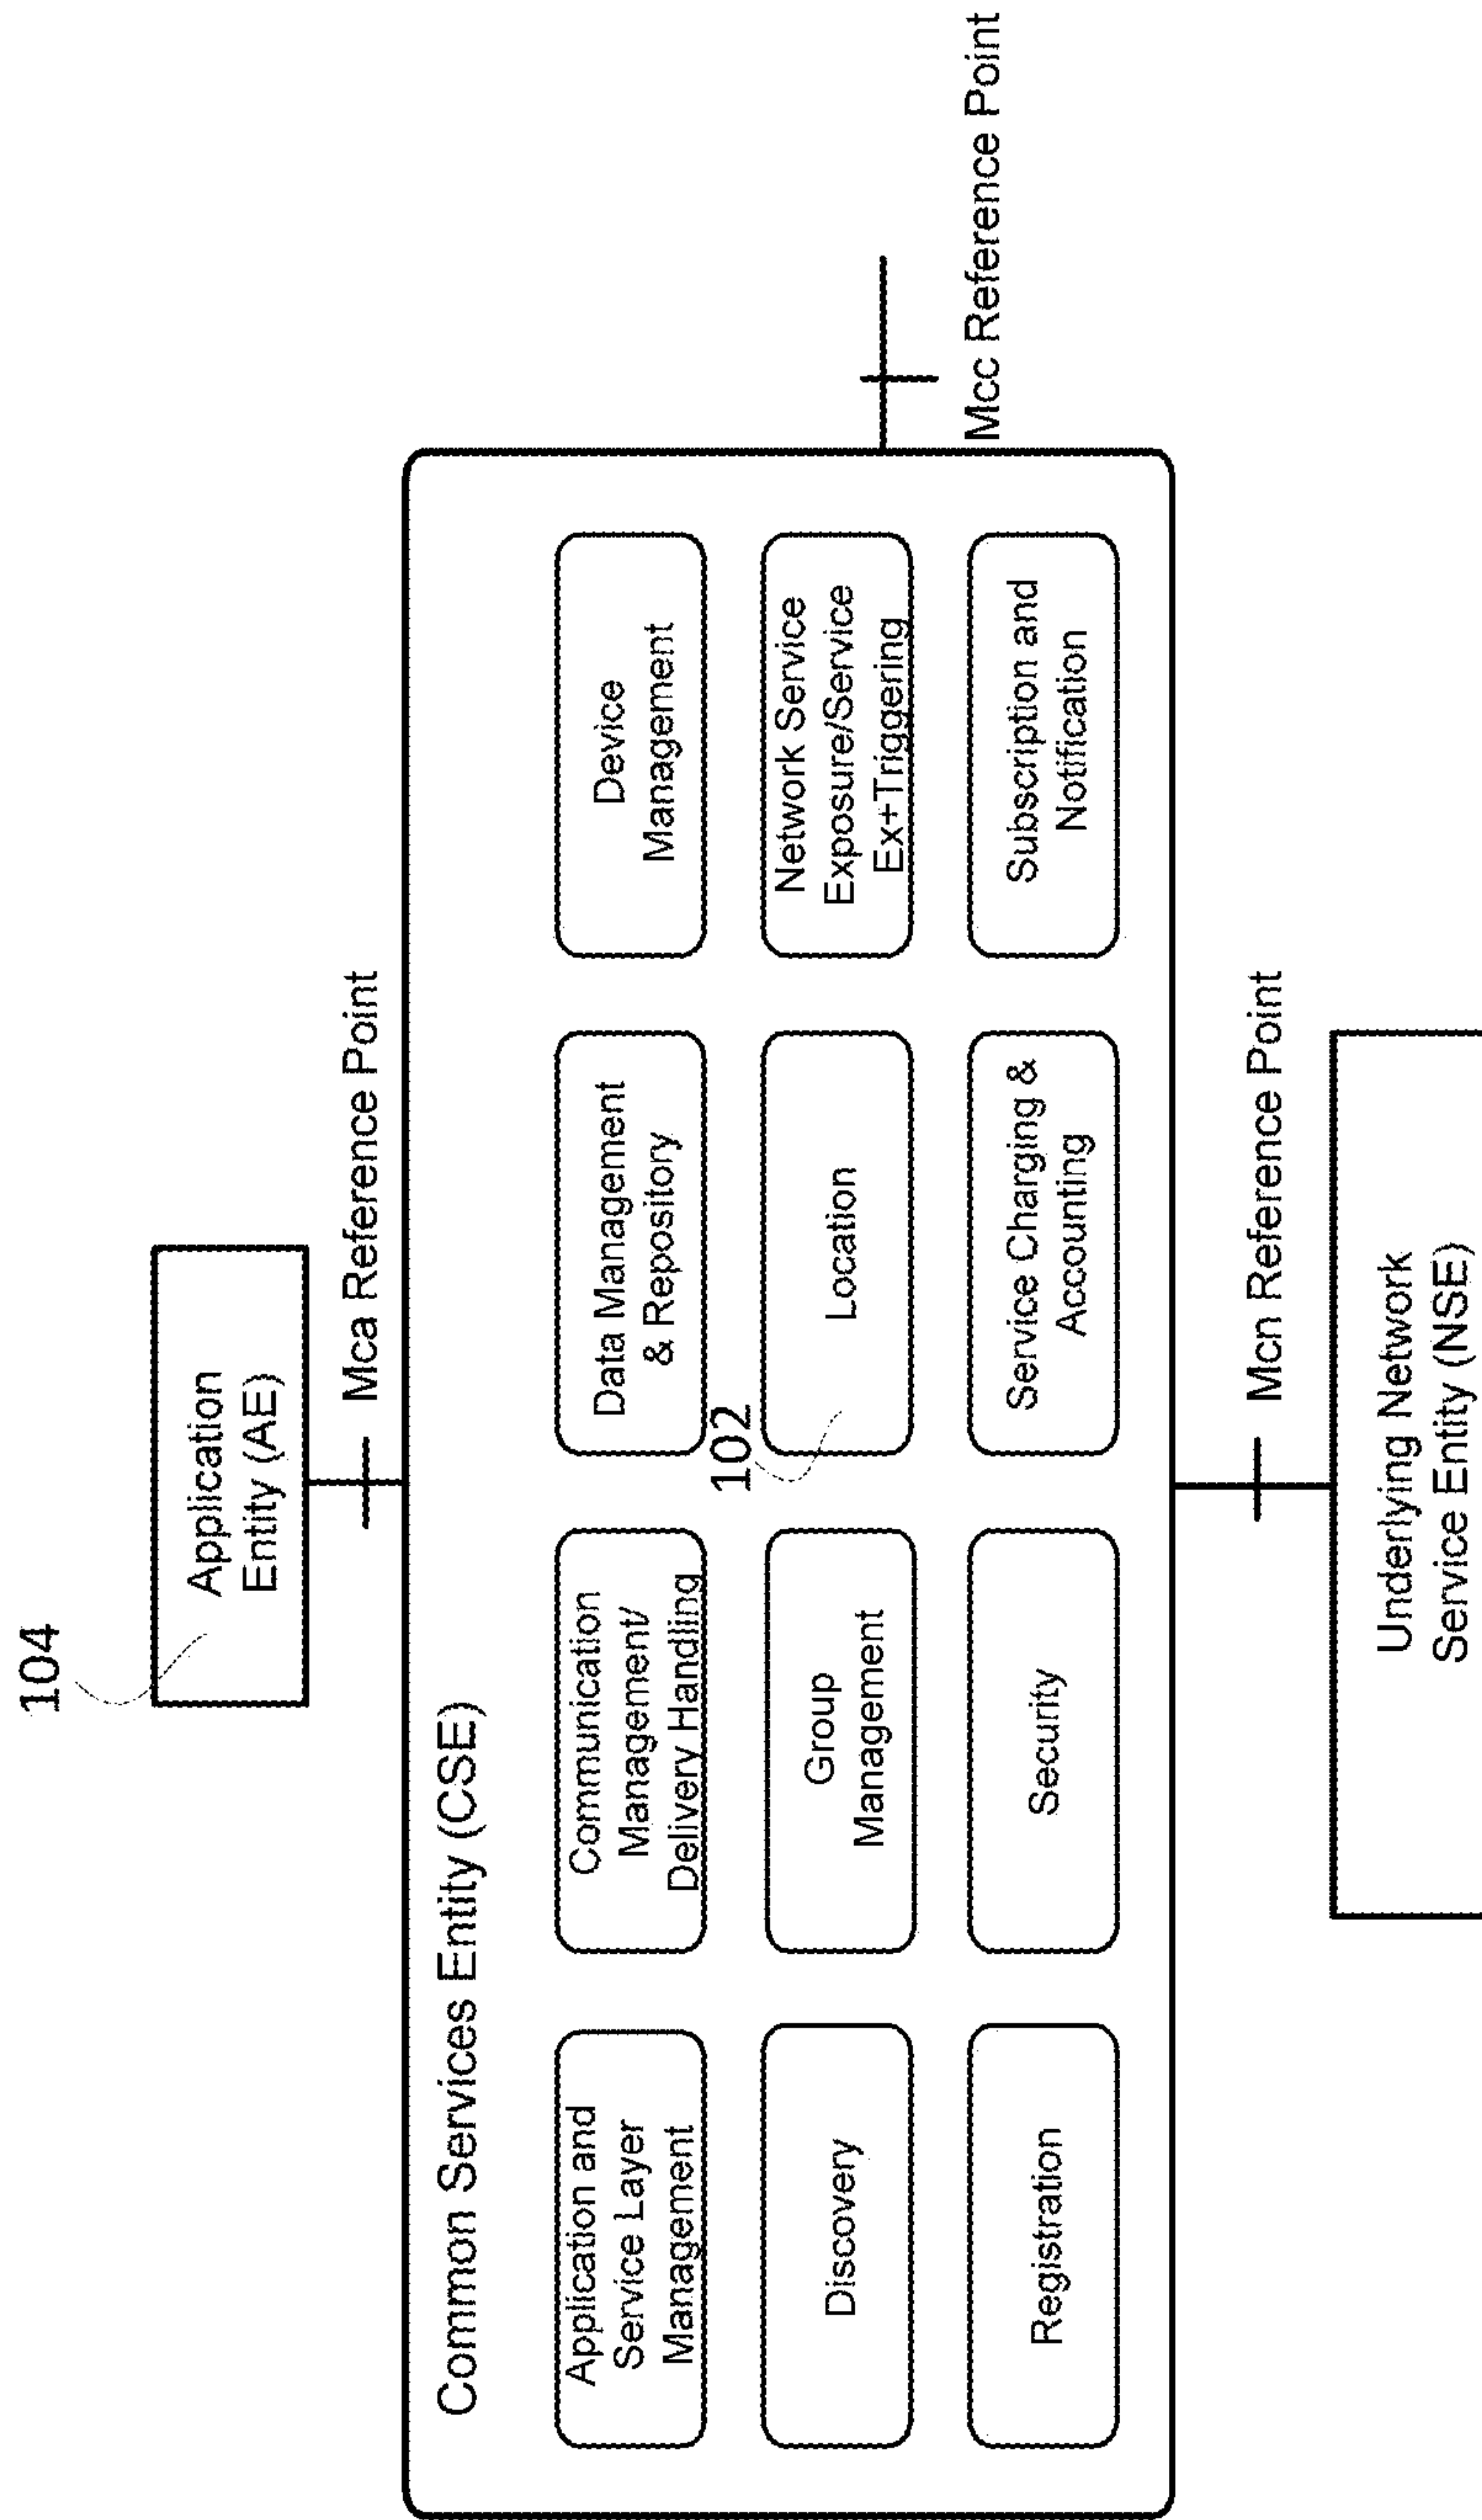 104
Application
Entity (AE)
Mca Reference Point
Common Services Entity (CSE)
Application and
Service Layer
Management
Communication
Management/
Delivery Handling
Data Management
& Repository
Device
Management
102
Discovery
Group
Management
Location
Network Service
Exposure/Service
Ex+Triggering
Mcc Reference Point
Registration
Security
Service Charging &
Accounting
Subscription and
Notification
Mcn Reference Point
Underlying Network
Service Entity (NSE)